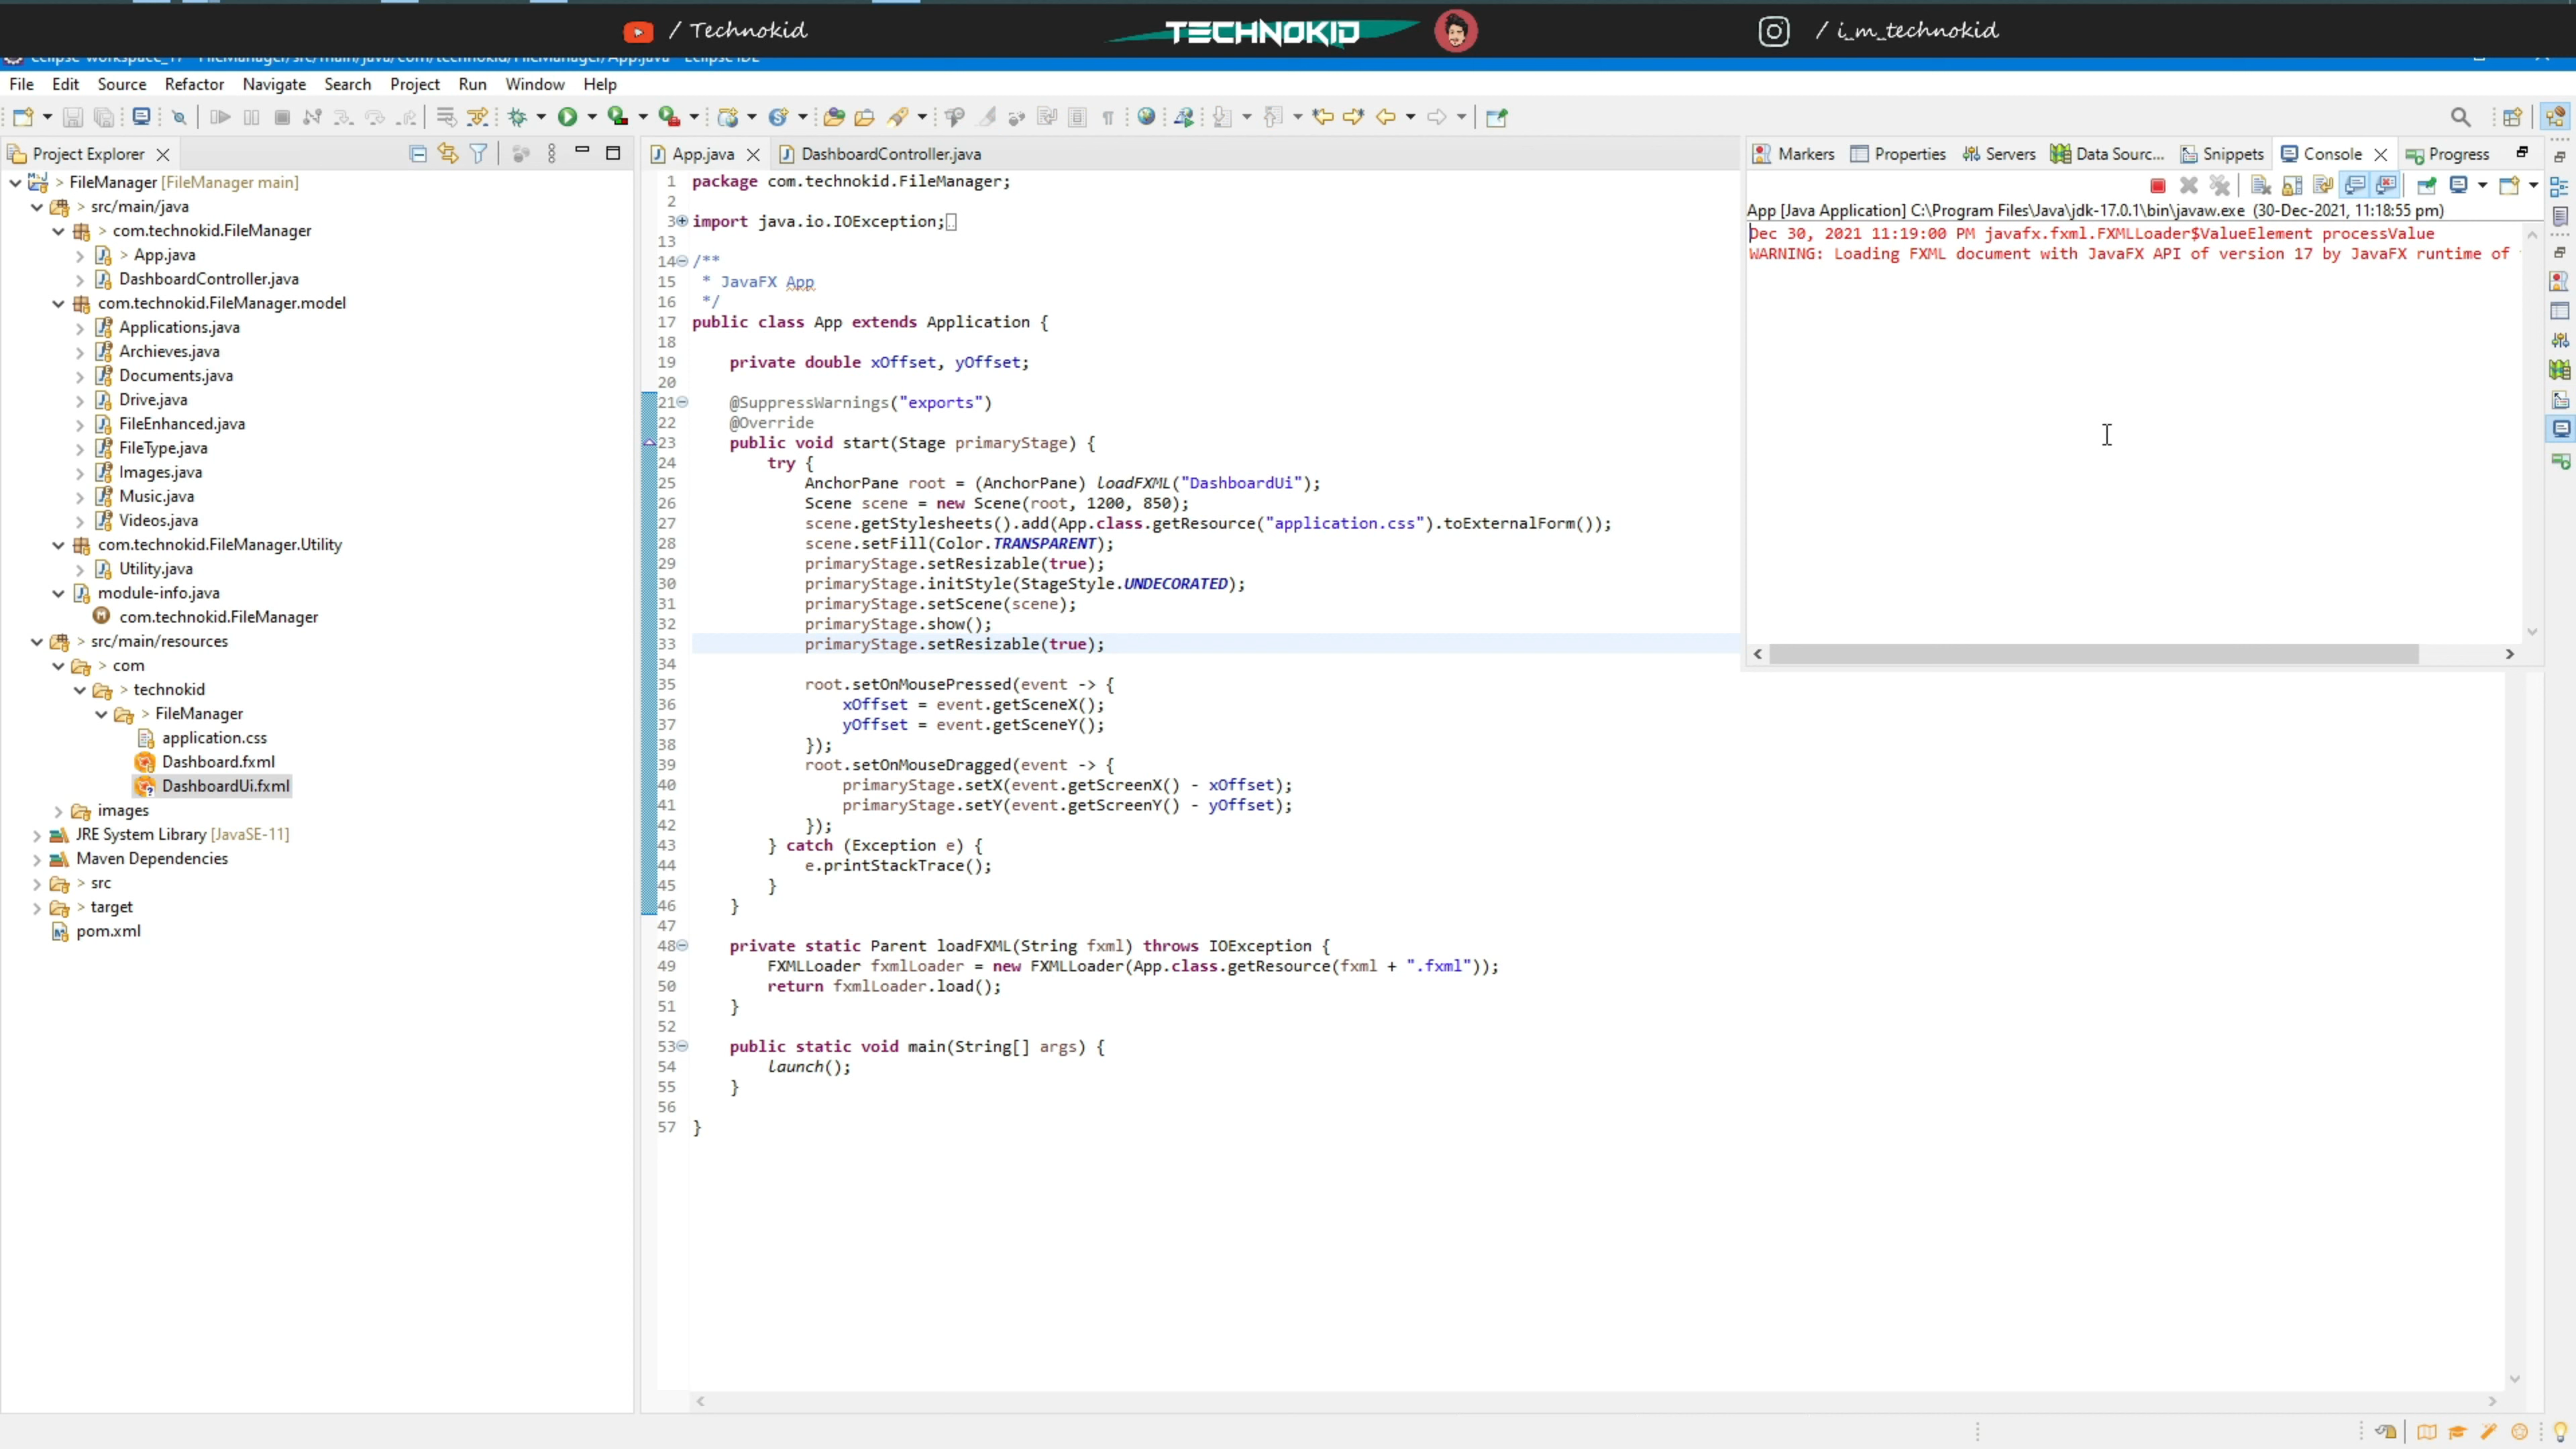 / Technokid
TECHNOKID
/ i_m_technokid
File Edit Source Refactor Navigate Search Project Run Window Help
Project Explorer
> FileManager [FileManager main]
> src/main/java
> com.technokid.FileManager
> App.java
DashboardController.java
com.technokid.FileManager.model
Applications.java
Archieves.java
Documents.java
Drive.java
FileEnhanced.java
FileType.java
Images.java
Music.java
Videos.java
com.technokid.FileManager.Utility
Utility.java
module-info.java
com.technokid.FileManager
> src/main/resources
> com
> technokid
> FileManager
application.css
Dashboard.fxml
DashboardUi.fxml
images
JRE System Library [JavaSE-11]
Maven Dependencies
> src
> target
pom.xml
App.java DashboardController.java
1 package com.technokid.FileManager;
2
3 import java.io.IOException;
13
14 /**
15 * JavaFX App
16 */
17 public class App extends Application {
18
19 private double xOffset, yOffset;
20
21 @SuppressWarnings("exports")
22 @Override
23 public void start(Stage primaryStage) {
24 try {
25 AnchorPane root = (AnchorPane) loadFXML("DashboardUi");
26 Scene scene = new Scene(root, 1200, 850);
27 scene.getStylesheets().add(App.class.getResource("application.css").toExternalForm());
28 scene.setFill(Color.TRANSPARENT);
29 primaryStage.setResizable(true);
30 primaryStage.initStyle(StageStyle.UNDECORATED);
31 primaryStage.setScene(scene);
32 primaryStage.show();
33 primaryStage.setResizable(true);
34
35 root.setOnMousePressed(event -> {
36 xOffset = event.getSceneX();
37 yOffset = event.getSceneY();
38 });
39 root.setOnMouseDragged(event -> {
40 primaryStage.setX(event.getScreenX() - xOffset);
41 primaryStage.setY(event.getScreenY() - yOffset);
42 });
43 } catch (Exception e) {
44 e.printStackTrace();
45 }
46 }
47
48 private static Parent loadFXML(String fxml) throws IOException {
49 FXMLLoader fxmlLoader = new FXMLLoader(App.class.getResource(fxml + ".fxml"));
50 return fxmlLoader.load();
51 }
52
53 public static void main(String[] args) {
54 launch();
55 }
56
57 }
Markers Properties Servers Data Sourc... Snippets Console Progress
App [Java Application] C:\Program Files\Java\jdk-17.0.1\bin\javaw.exe (30-Dec-2021, 11:18:55 pm)
Dec 30, 2021 11:19:00 PM javafx.fxml.FXMLLoader$ValueElement processValue
WARNING: Loading FXML document with JavaFX API of version 17 by JavaFX runtime of